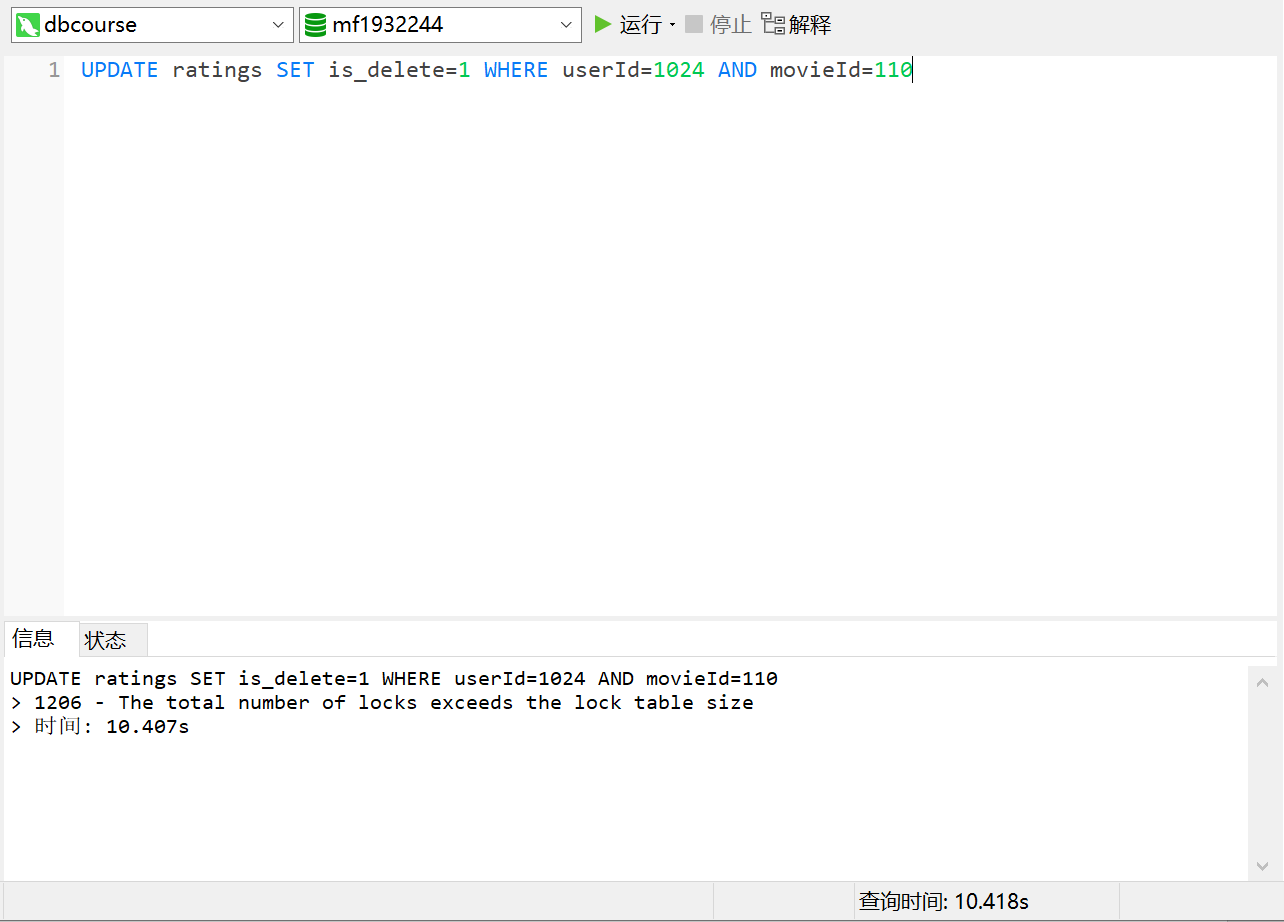 dbcourse mf1932244 运行 停止 解释
1 UPDATE ratings SET is_delete=1 WHERE userId=1024 AND movieId=110
信息 状态
UPDATE ratings SET is_delete=1 WHERE userId=1024 AND movieId=110
> 1206 - The total number of locks exceeds the lock table size
> 时间: 10.407s
查询时间: 10.418s